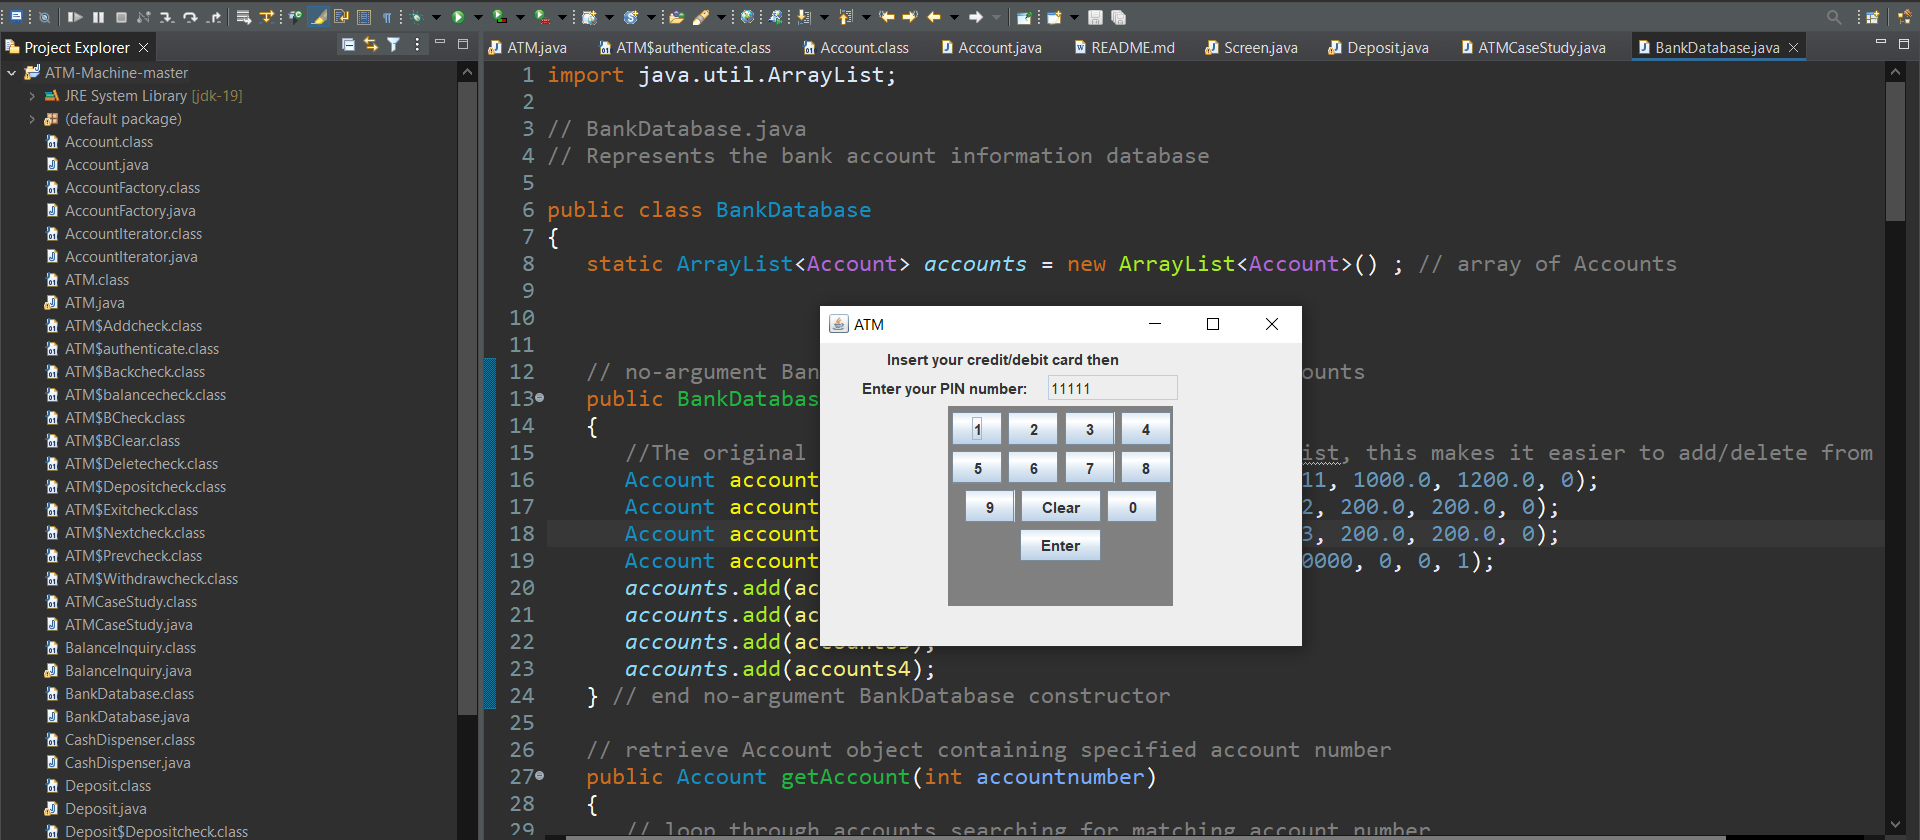 Project Explorer
ATM-Machine-master
JRE System Library [jdk-19]
(default package)
Account.class
Account.java
AccountFactory.class
AccountFactory.java
AccountIterator.class
AccountIterator.java
ATM.class
ATM.java
ATM$Addcheck.class
ATM$authenticate.class
ATM$Backcheck.class
ATM$balancecheck.class
ATM$BCheck.class
ATM$BClear.class
ATM$Deletecheck.class
ATM$Depositcheck.class
ATM$Exitcheck.class
ATM$Nextcheck.class
ATM$Prevcheck.class
ATM$Withdrawcheck.class
ATMCaseStudy.class
ATMCaseStudy.java
BalanceInquiry.class
BalanceInquiry.java
BankDatabase.class
BankDatabase.java
CashDispenser.class
CashDispenser.java
Deposit.class
Deposit.java
Deposit$Depositcheck.class
ATM.java ATM$authenticate.class Account.class Account.java README.md Screen.java Deposit.java ATMCaseStudy.java BankDatabase.java
1 import java.util.ArrayList;
2
3 // BankDatabase.java
4 // Represents the bank account information database
5
6 public class BankDatabase
7 {
8 static ArrayList<Account> accounts = new ArrayList<Account>() ; // array of Accounts
9
10
11
12 // no-argument Ban ounts
13 public BankDatabas
14 {
15 //The original ist, this makes it easier to add/delete from
16 Account account 11, 1000.0, 1200.0, 0);
17 Account account 2, 200.0, 200.0, 0);
18 Account account 3, 200.0, 200.0, 0);
19 Account account 0000, 0, 0, 1);
20 accounts.add(ac
21 accounts.add(ac
22 accounts.add(
23 accounts.add(accounts4);
24 } // end no-argument BankDatabase constructor
25
26 // retrieve Account object containing specified account number
27 public Account getAccount(int accountnumber)
28 {
29 // loop through accounts searching for matching account number
ATM
Insert your credit/debit card then
Enter your PIN number: 11111
1 2 3 4
5 6 7 8
9 Clear 0
Enter